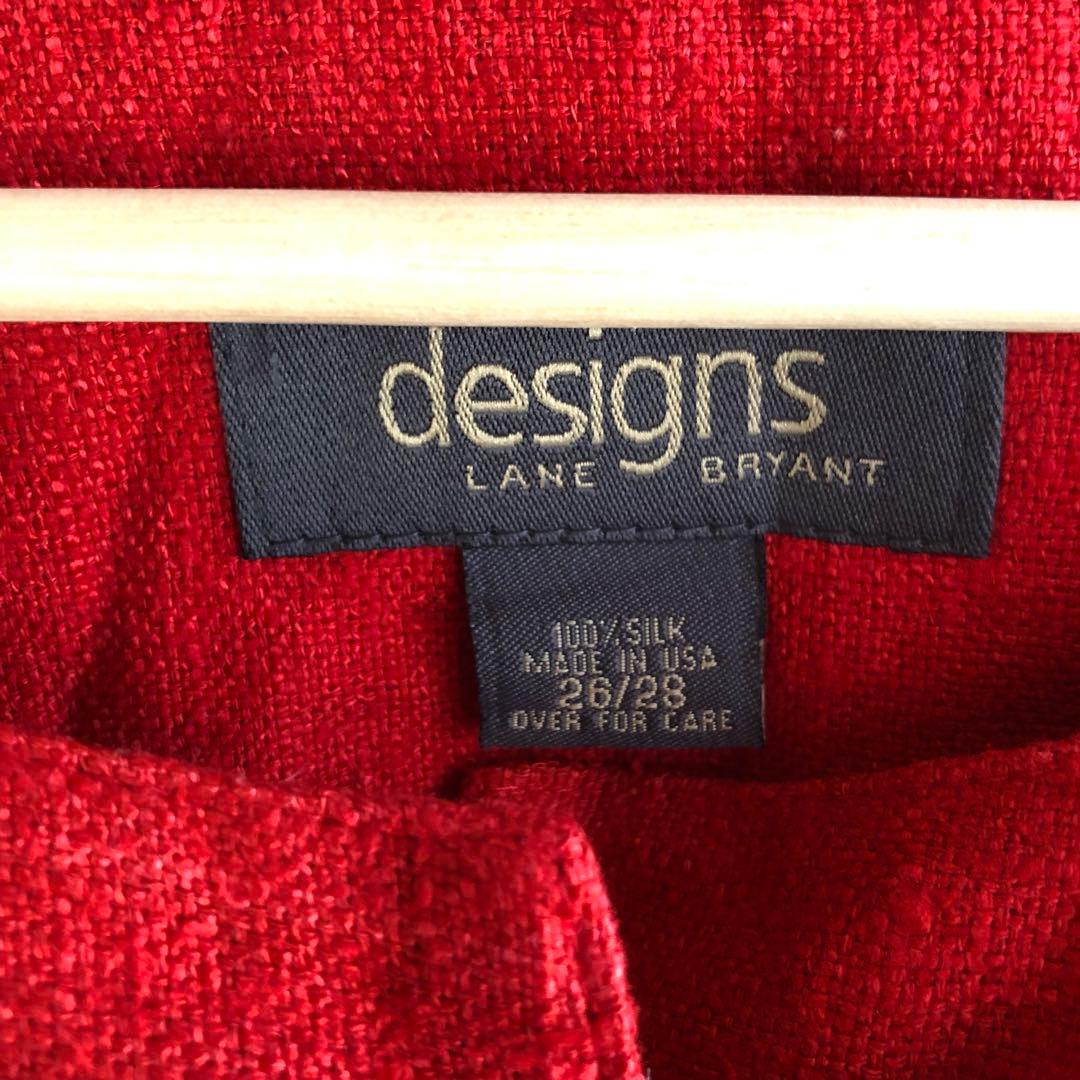 designs
LANE BRYANT
100% SILK
MADE IN USA
26/28
OVER FOR CARE